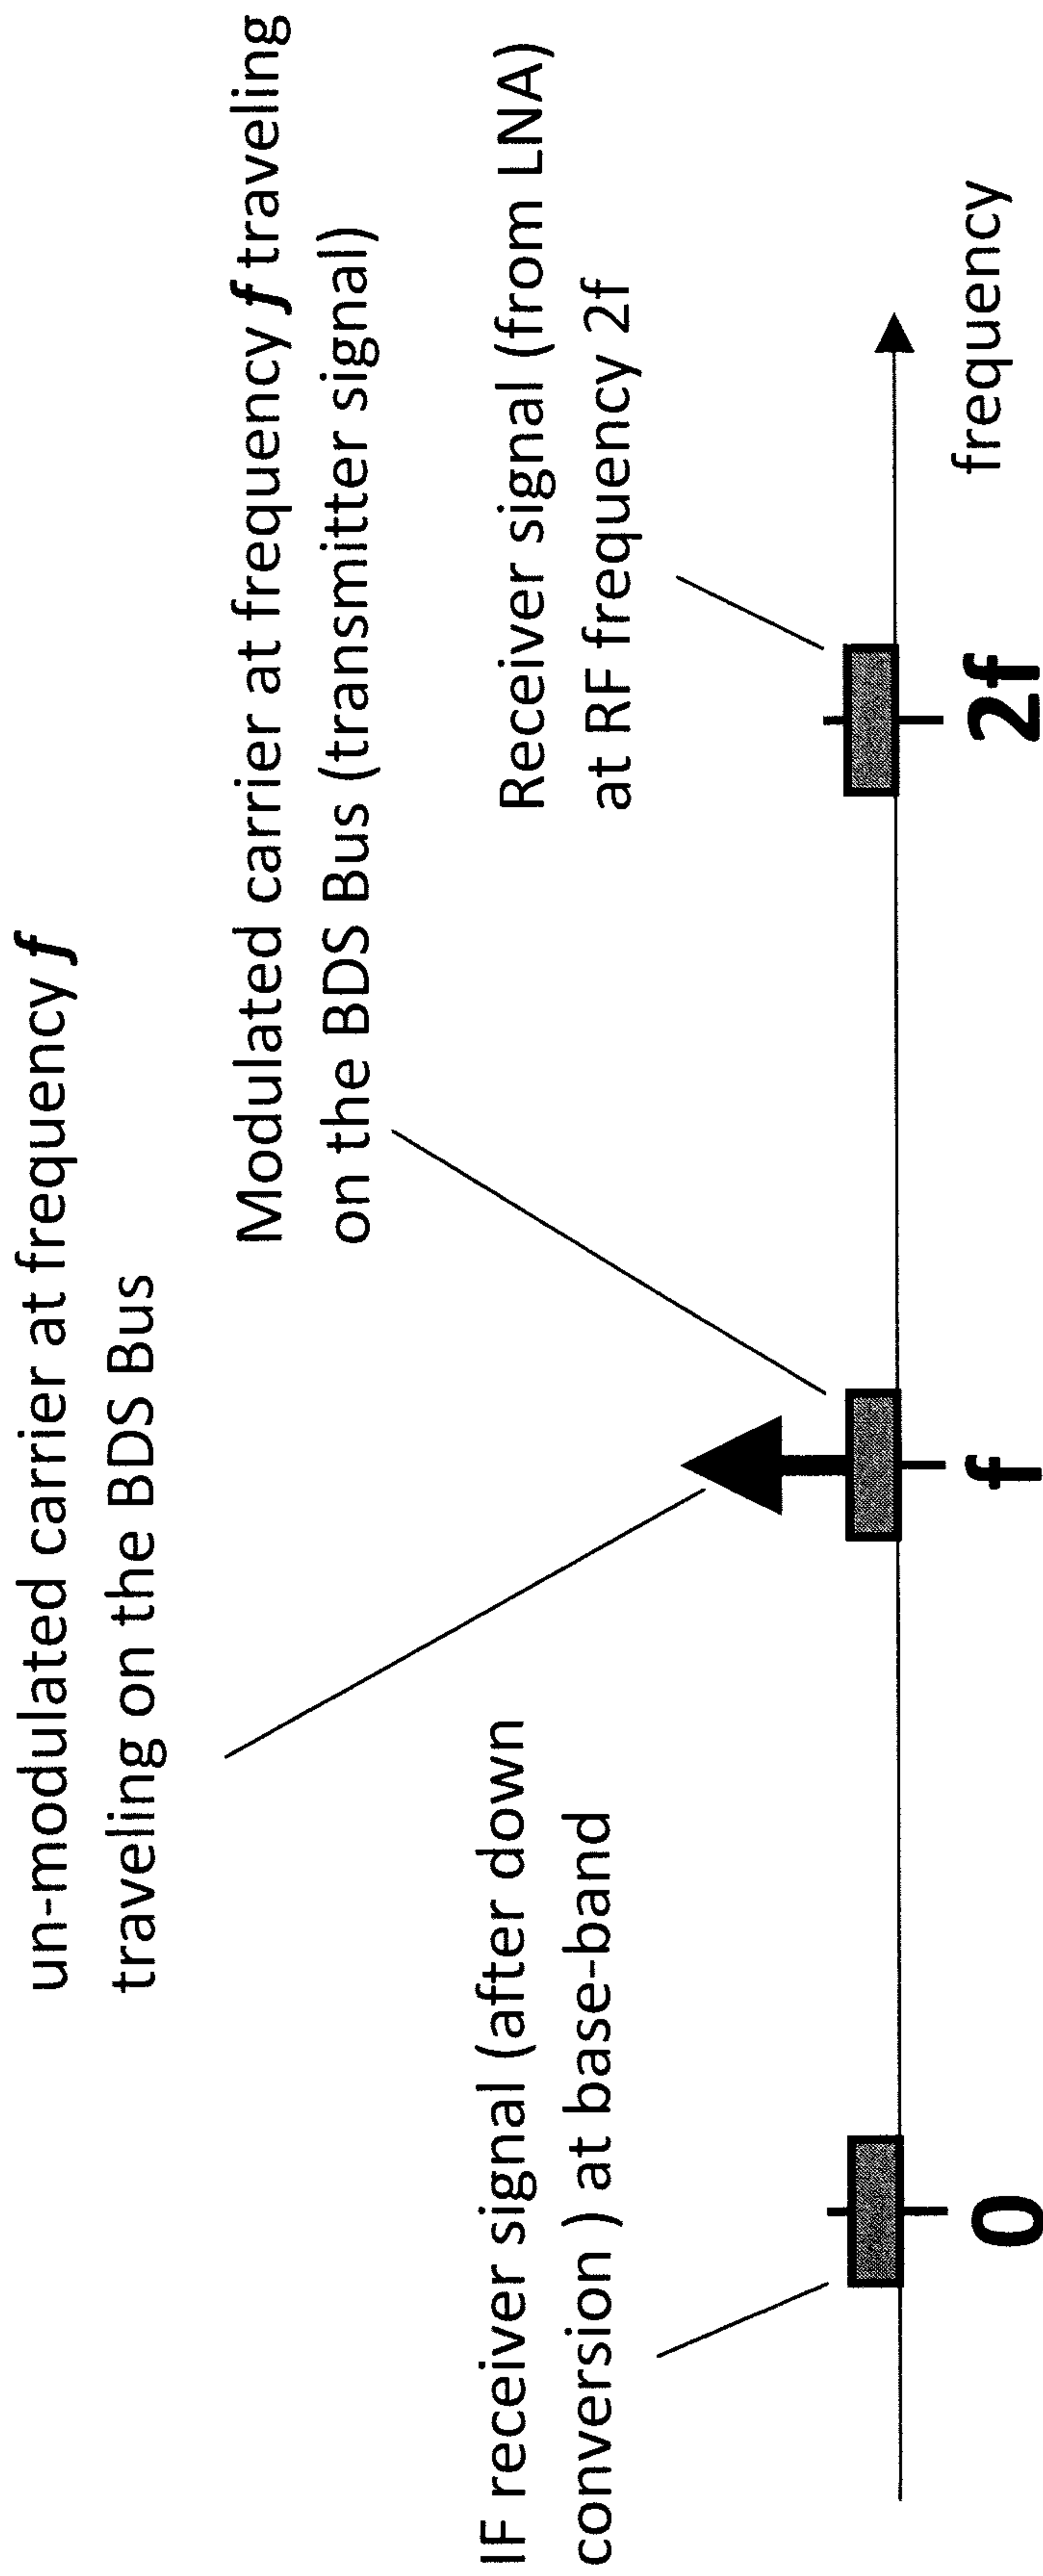 un-modulated carrier at frequency f
traveling on the BDS Bus
Modulated carrier at frequency f traveling
on the BDS Bus (transmitter signal)
IF receiver signal (after down
conversion ) at base-band
Receiver signal (from LNA)
at RF frequency 2f
0
f
2f
frequency